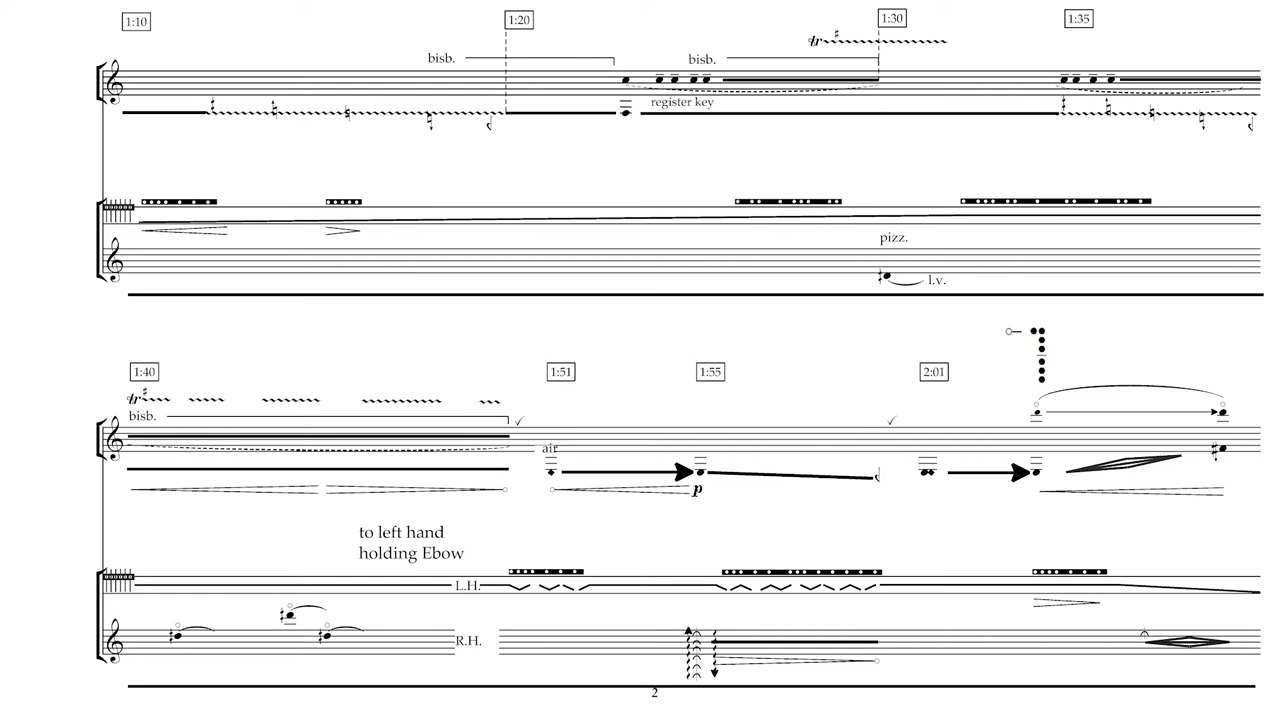 1:10 1:20 1:30 1:35
tr
bisb. bisb.
register key
pizz.
l.v.
1:40 1:51 1:55 2:01
tr
bisb.
air
p
to left hand
holding Ebow
L.H.
R.H.
2